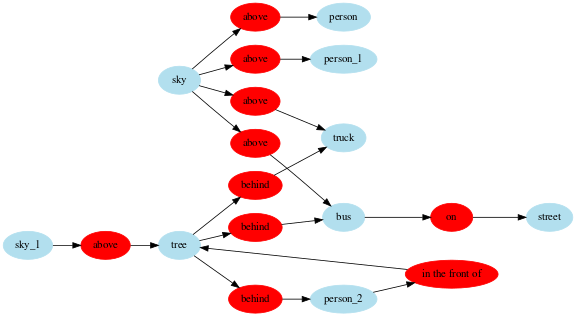 above
person
above
person_1
sky
above
above
truck
behind
behind
bus
on
street
sky_1
above
tree
in the front of
behind
person_2